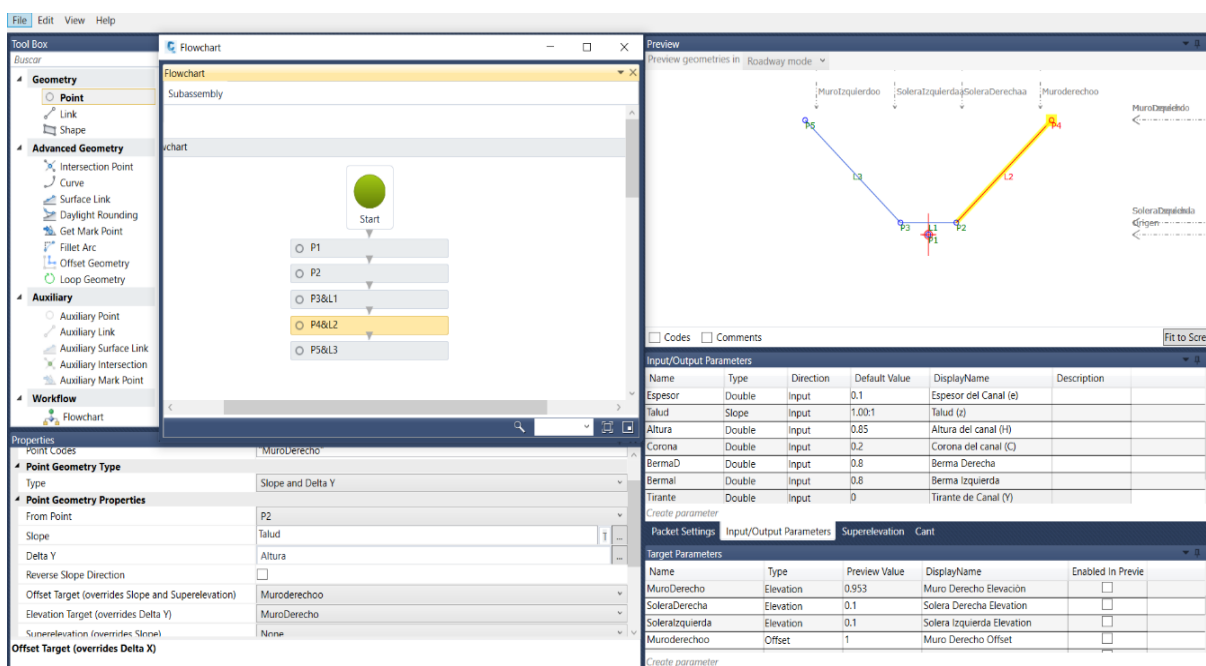 File Edit View Help
Tool Box
Buscar
Geometry
Point
Link
Shape
Advanced Geometry
Intersection Point
Curve
Surface Link
Daylight Rounding
Get Mark Point
Fillet Arc
Offset Geometry
Loop Geometry
Auxiliary
Auxiliary Point
Auxiliary Link
Auxiliary Surface Link
Auxiliary Intersection
Auxiliary Mark Point
Workflow
Flowchart
Flowchart
Flowchart
Subassembly
wchart
Start
P1
P2
P3&L1
P4&L2
P5&L3
Preview
Preview geometries in Roadway mode
MuroIzquierdoo SoleraIzquierdaa SoleraDerechaa Muroderechoo
P5 P4
L3 L2
P3 L1 P2
P1
Origen
Codes Comments Fit to Scre
Input/Output Parameters
Name Type Direction Default Value DisplayName Description
Espesor Double Input 0.1 Espesor del Canal (e)
Talud Slope Input 1.00:1 Talud (z)
Altura Double Input 0.85 Altura del canal (H)
Corona Double Input 0.2 Corona del canal (C)
BermaD Double Input 0.8 Berma Derecha
BermaI Double Input 0.8 Berma Izquierda
Tirante Double Input 0 Tirante de Canal (Y)
Create parameter
Packet Settings Input/Output Parameters Superelevation Cant
Target Parameters
Name Type Preview Value DisplayName Enabled In Previe
MuroDerecho Elevation 0.953 Muro Derecho Elevación
SoleraDerecha Elevation 0.1 Solera Derecha Elevation
SoleraIzquierda Elevation 0.1 Solera Izquierda Elevation
Muroderechoo Offset 1 Muro Derecho Offset
Create parameter
Properties
Point Codes "MuroDerecho"
Point Geometry Type
Type Slope and Delta Y
Point Geometry Properties
From Point P2
Slope Talud ...
Delta Y Altura ...
Reverse Slope Direction
Offset Target (overrides Slope and Superelevation) Muroderechoo
Elevation Target (overrides Delta Y) MuroDerecho
Superelevation (overrides Slope) None
Offset Target (overrides Delta X)